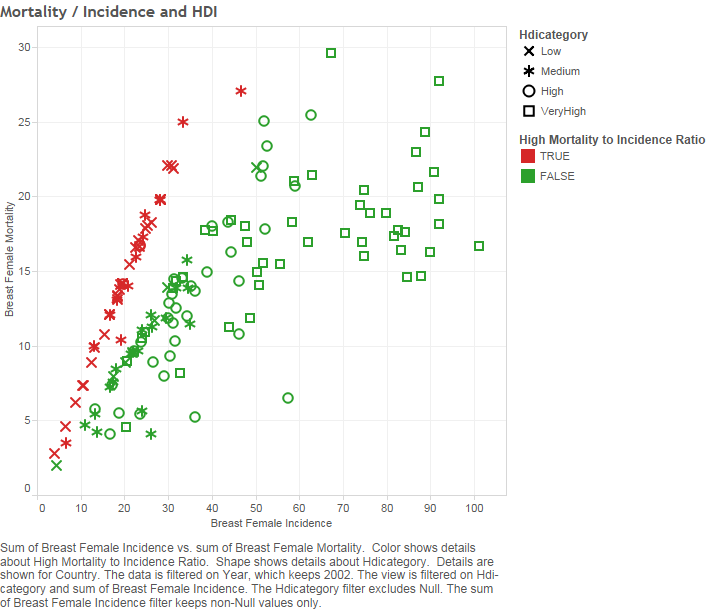 Mortality / Incidence and HDI
Hdicategory
Low
Medium
High
VeryHigh
High Mortality to Incidence Ratio
TRUE
FALSE
Breast Female Mortality
30
25
20
15
10
5
0
0 10 20 30 40 50 60 70 80 90 100
Breast Female Incidence
Sum of Breast Female Incidence vs. sum of Breast Female Mortality. Color shows details
about High Mortality to Incidence Ratio. Shape shows details about Hdicategory. Details are
shown for Country. The data is filtered on Year, which keeps 2002. The view is filtered on Hdi-
category and sum of Breast Female Incidence. The Hdicategory filter excludes Null. The sum
of Breast Female Incidence filter keeps non-Null values only.